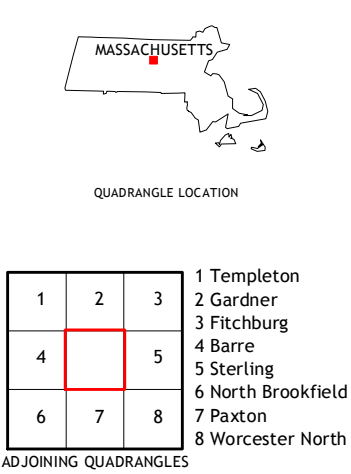 MASSACHUSETTS
QUADRANGLE LOCATION
1 2 3
4 5
6 7 8
1 Templeton
2 Gardner
3 Fitchburg
4 Barre
5 Sterling
6 North Brookfield
7 Paxton
8 Worcester North
ADJOINING QUADRANGLES